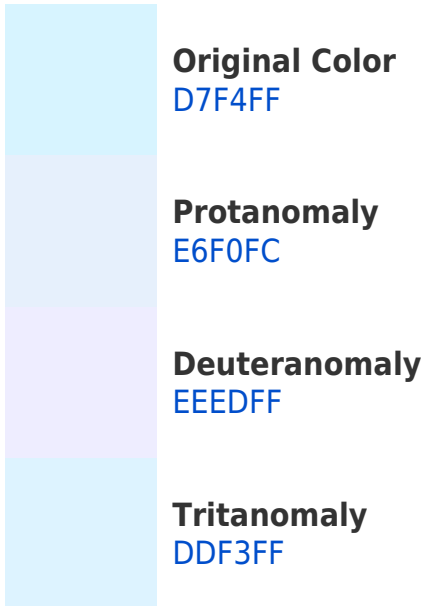 Original Color
D7F4FF
Protanomaly
E6F0FC
Deuteranomaly
EEEDFF
Tritanomaly
DDF3FF